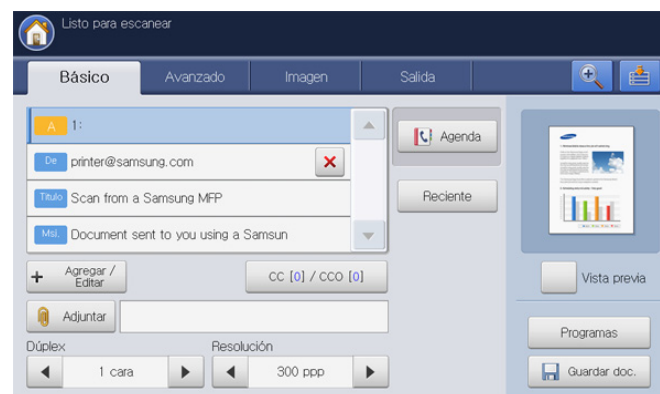 Listo para escanear
Básico
Avanzado
Imagen
Salida
A 1:
De printer@samsung.com
Título Scan from a Samsung MFP
Msj. Document sent to you using a Samsun
Agenda
Reciente
+ Agregar /
Editar
CC [0] / CCO [0]
Adjuntar
Dúplex
Resolución
1 cara
300 ppp
Vista previa
Programas
Guardar doc.